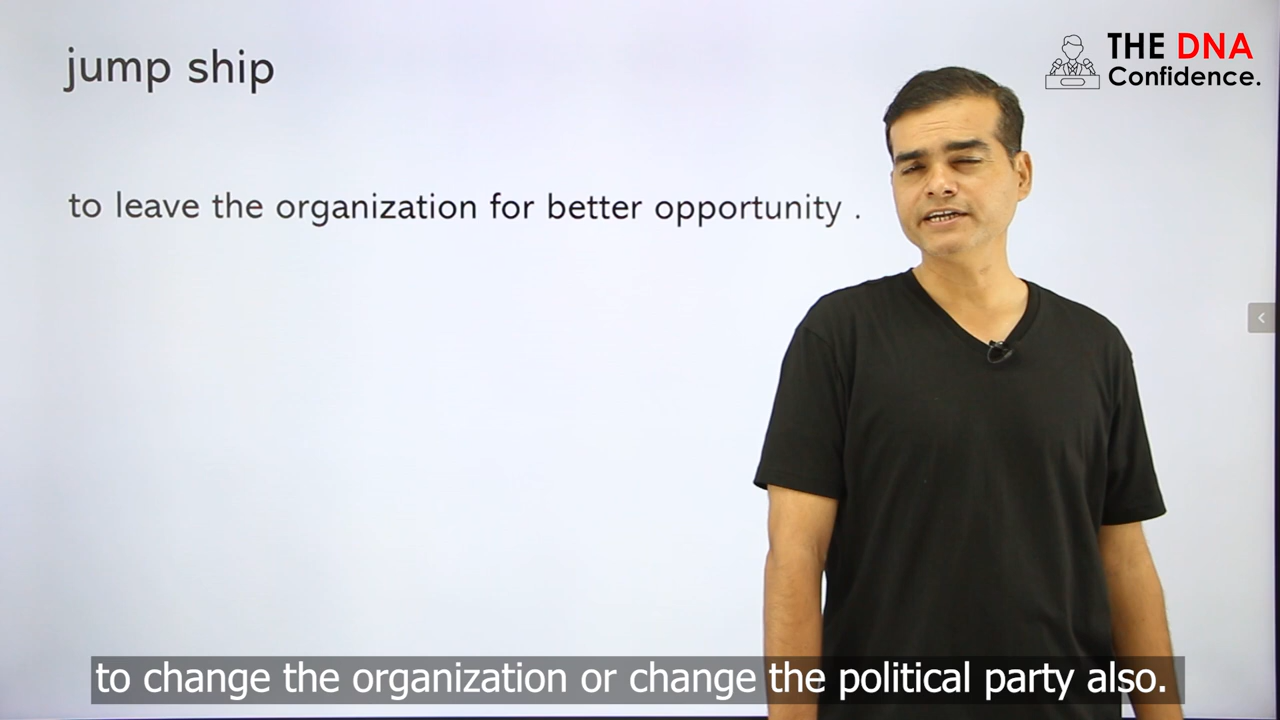 jump ship
THE DNA
Confidence.
to leave the organization for better opportunity .
to change the organization or change the political party also.